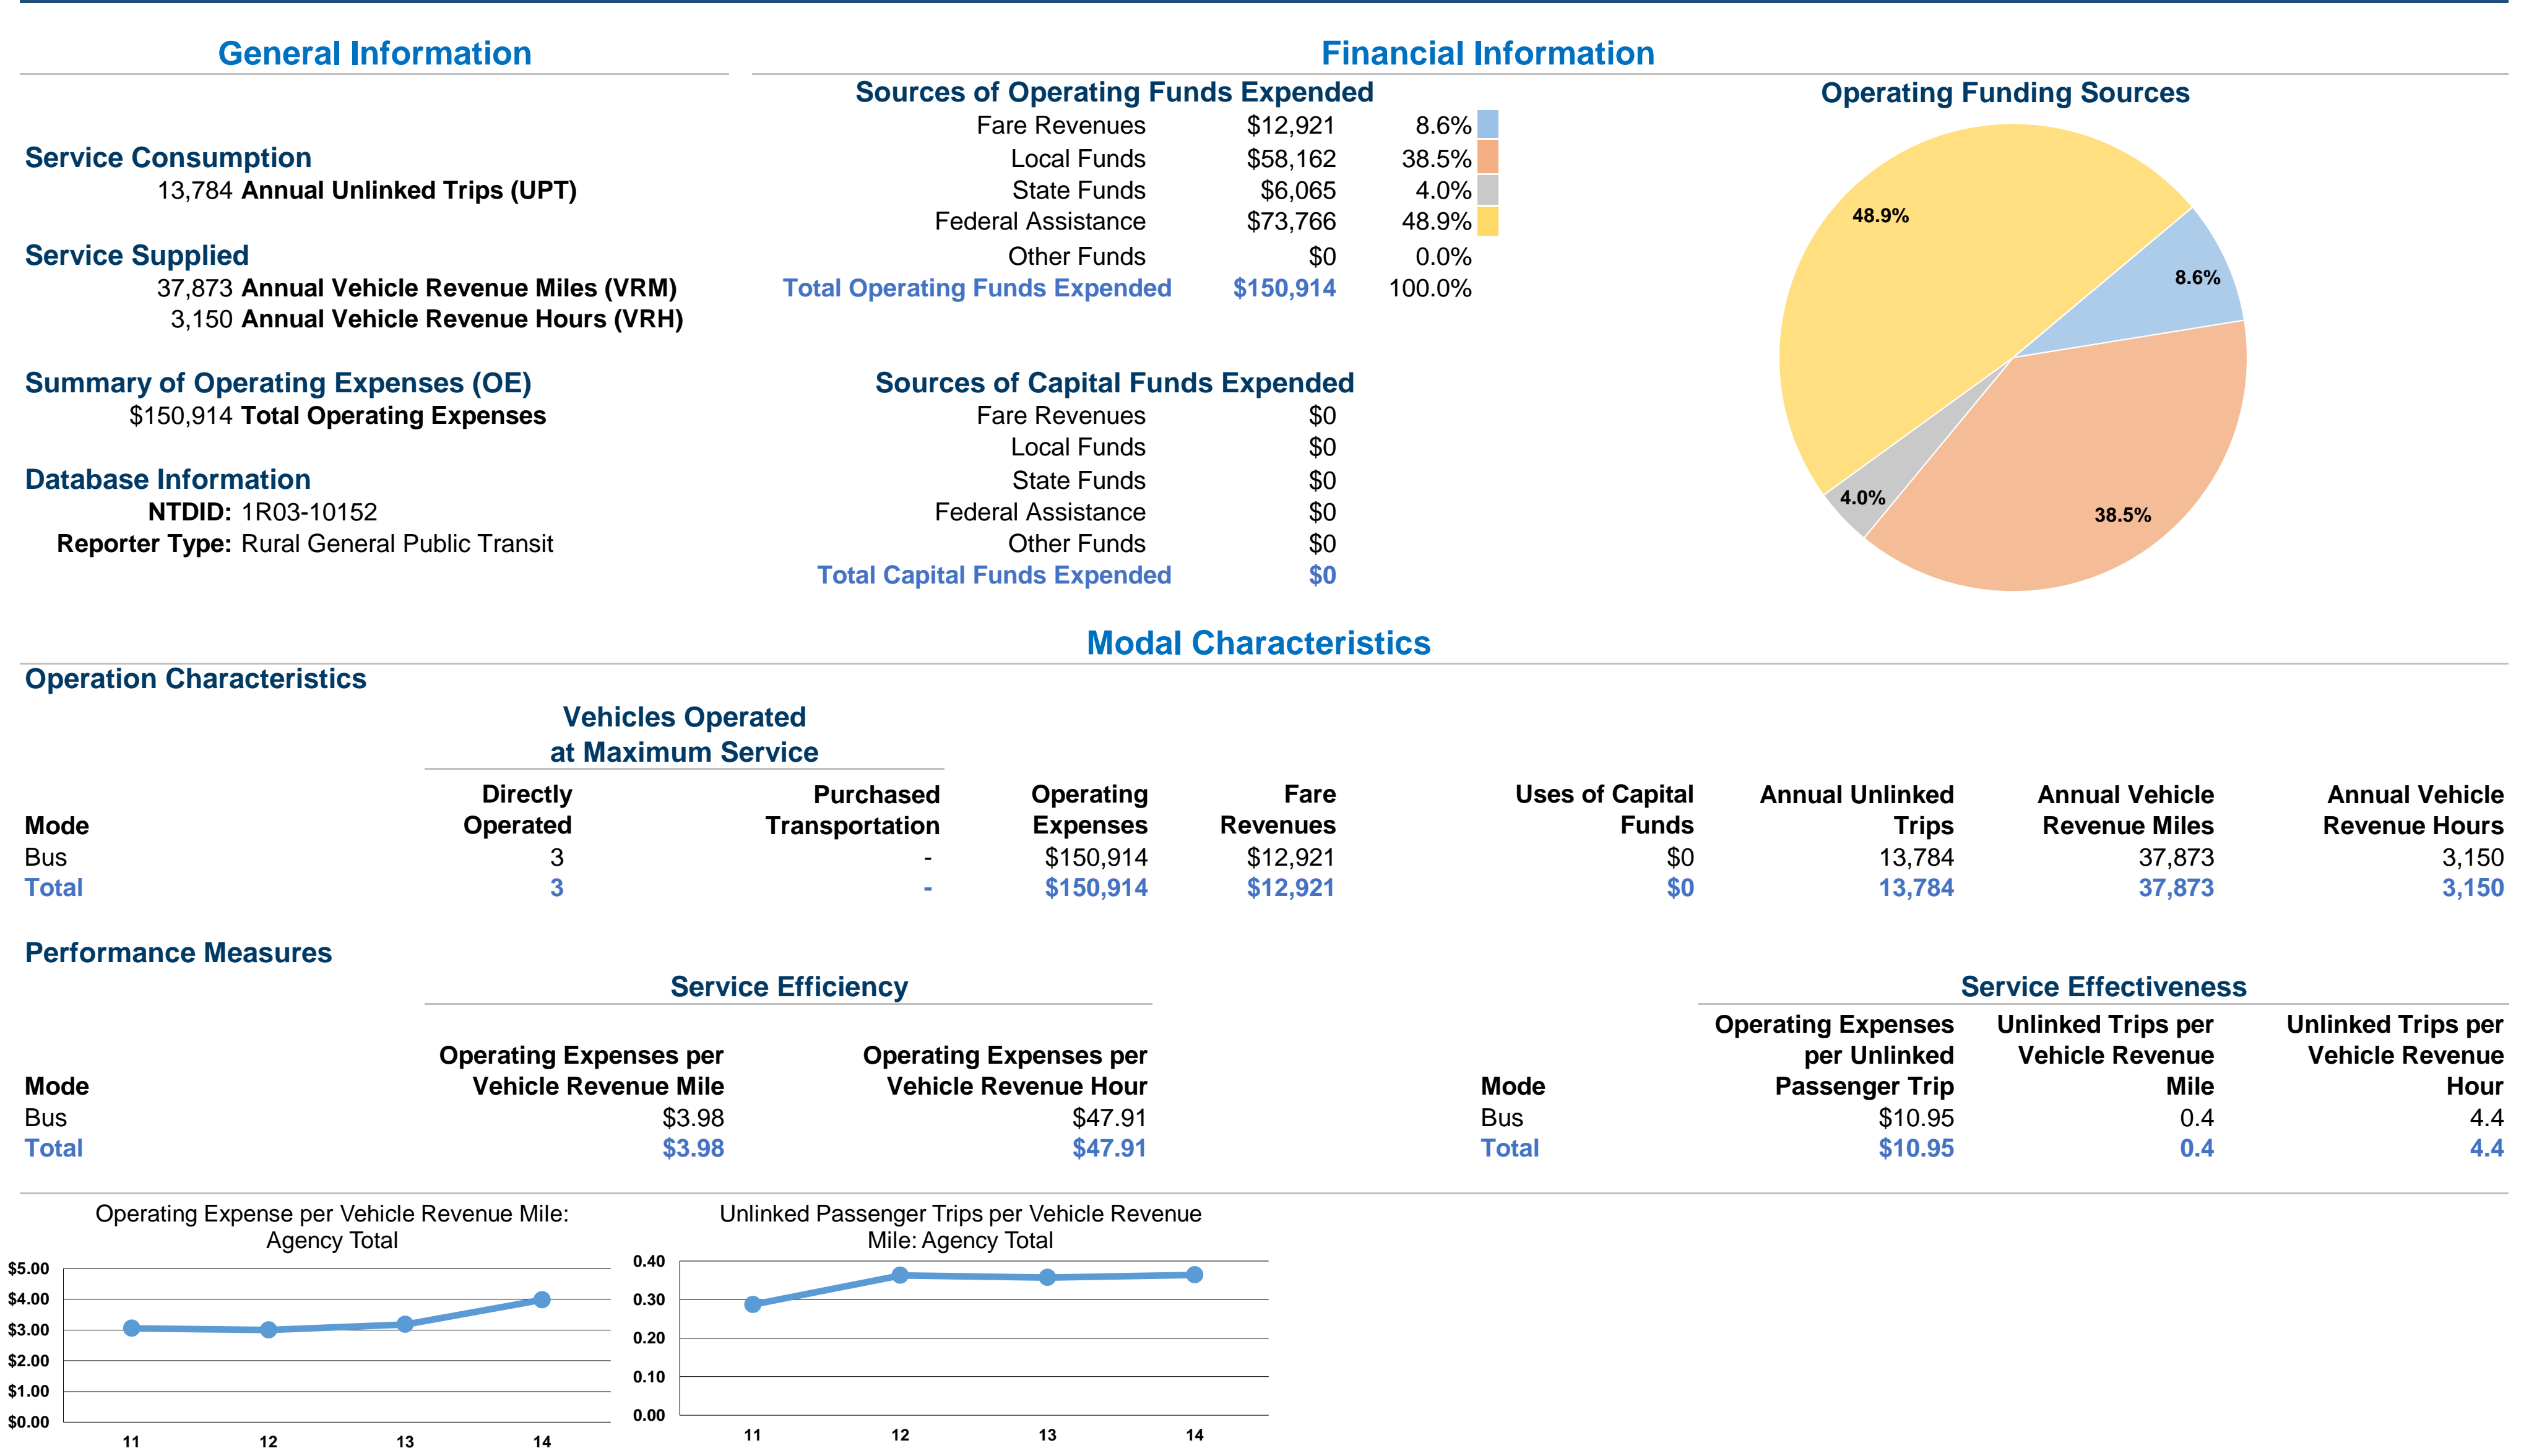 General Information
Financial Information
Sources of Operating Funds Expended
Operating Funding Sources
Fare Revenues $12,921 8.6%
Service Consumption
Local Funds $58,162 38.5%
13,784 Annual Unlinked Trips (UPT)
State Funds $6,065 4.0%
Federal Assistance $73,766 48.9%
Service Supplied
Other Funds $0 0.0%
37,873 Annual Vehicle Revenue Miles (VRM)
Total Operating Funds Expended $150,914 100.0%
3,150 Annual Vehicle Revenue Hours (VRH)
48.9%
8.6%
4.0%
38.5%
Summary of Operating Expenses (OE)
Sources of Capital Funds Expended
$150,914 Total Operating Expenses
Fare Revenues $0
Local Funds $0
Database Information
State Funds $0
NTDID: 1R03-10152
Federal Assistance $0
Reporter Type: Rural General Public Transit
Other Funds $0
Total Capital Funds Expended $0
Modal Characteristics
Operation Characteristics
Vehicles Operated
at Maximum Service
Directly Purchased Operating Fare Uses of Capital Annual Unlinked Annual Vehicle Annual Vehicle
Mode Operated Transportation Expenses Revenues Funds Trips Revenue Miles Revenue Hours
Bus 3 - $150,914 $12,921 $0 13,784 37,873 3,150
Total 3 - $150,914 $12,921 $0 13,784 37,873 3,150
Performance Measures
Service Efficiency
Service Effectiveness
Operating Expenses Unlinked Trips per Unlinked Trips per
Operating Expenses per Operating Expenses per per Unlinked Vehicle Revenue Vehicle Revenue
Mode Vehicle Revenue Mile Vehicle Revenue Hour Mode Passenger Trip Mile Hour
Bus $3.98 $47.91 Bus $10.95 0.4 4.4
Total $3.98 $47.91 Total $10.95 0.4 4.4
Operating Expense per Vehicle Revenue Mile:
Agency Total
$5.00
$4.00
$3.00
$2.00
$1.00
$0.00
11 12 13 14
Unlinked Passenger Trips per Vehicle Revenue
Mile: Agency Total
0.40
0.30
0.20
0.10
0.00
11 12 13 14